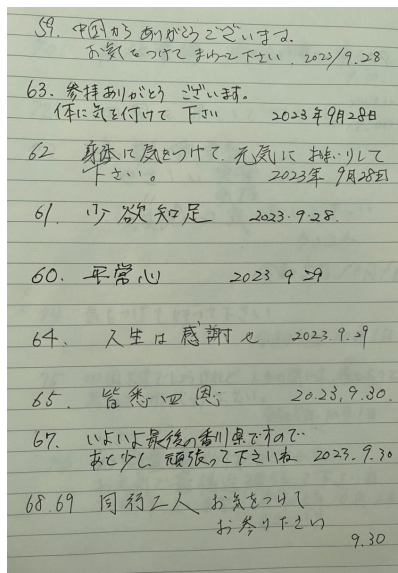 59. 中国から ありがとうございます。
お気をつけて まわって下さい. 2023/9.28
63. 参拝ありがとう ございます。
体に気を付けて 下さい 2023年9月28日
62 身体に気をつけて、元気に お詣りして
下さい。 2023年 9月28日
61. 少欲知足 2023.9.28.
60. 平常心 2023 9 29
64. 人生は感謝也 2023.9.29
65. 皆悉四恩 2023.9.30.
67. いよいよ最後の香川県ですので
あと少し 頑張って下さいね 2023.9.30
68.69 同行二人 お気をつけて
お参り下さい
9.30